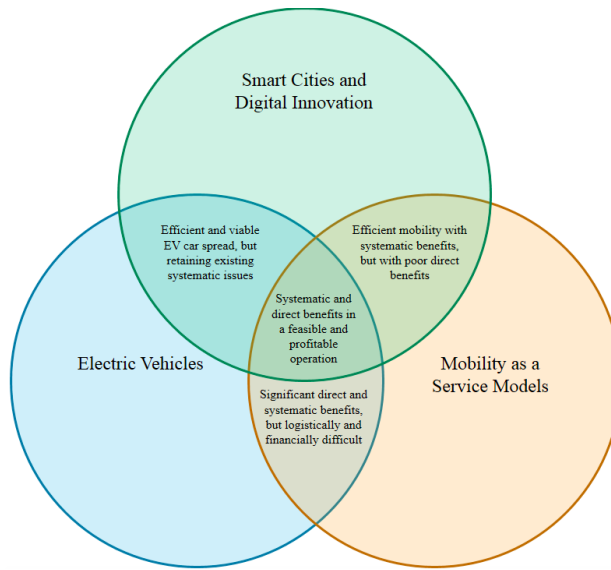 Smart Cities and
Digital Innovation
Efficient and viable
EV car spread, but
retaining existing
systematic issues
Efficient mobility with
systematic benefits,
but with poor direct
benefits
Systematic and
direct benefits in
a feasible and
profitable
operation
Electric Vehicles
Mobility as a
Service Models
Significant direct and
systematic benefits,
but logistically and
financially difficult